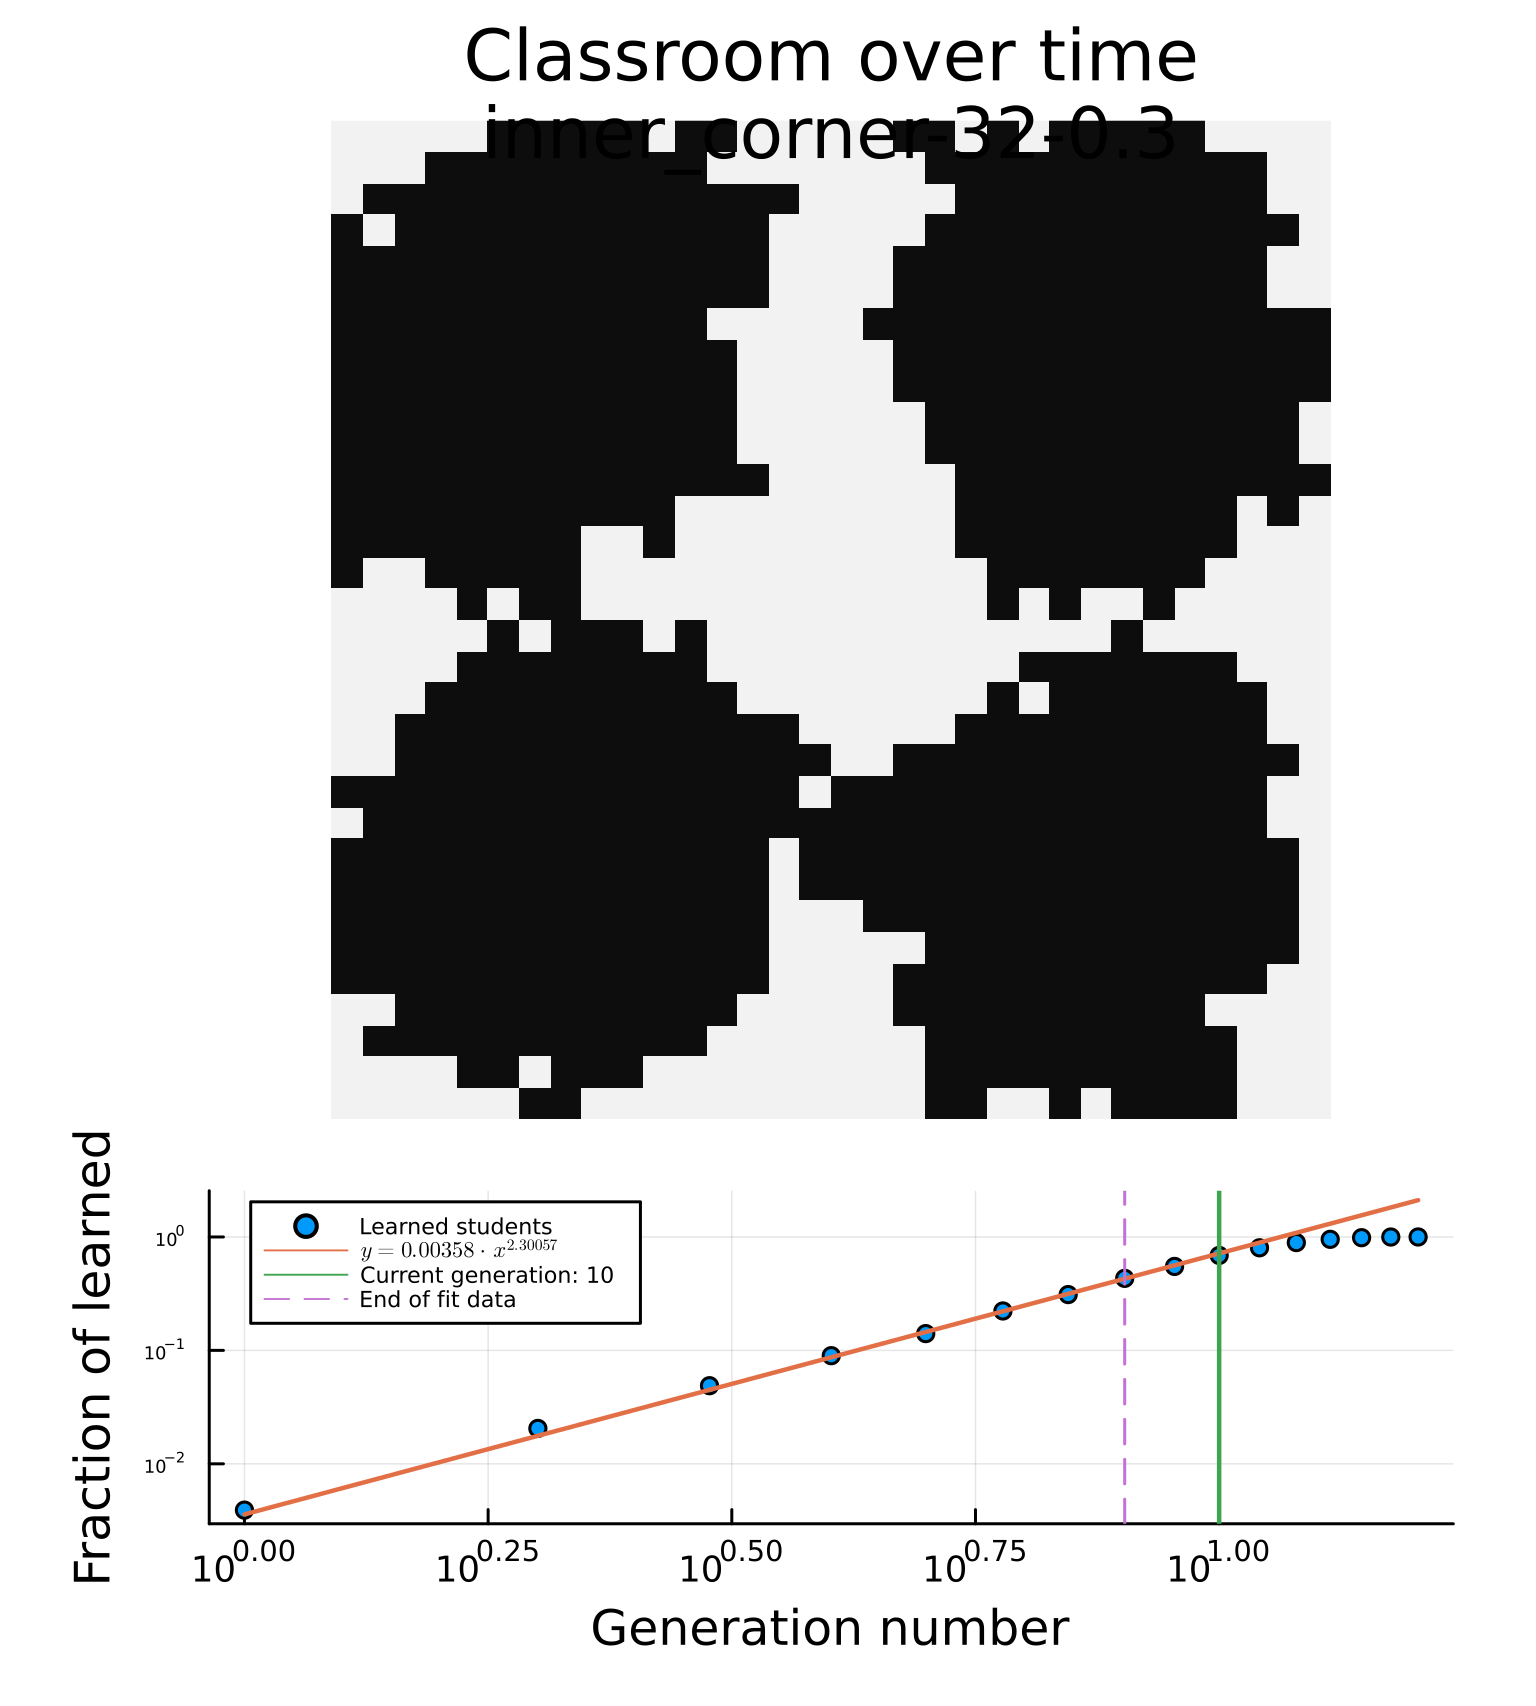 Classroom over time
inner_corner-32-0.3
Fraction of learned
10⁰
10⁻¹
10⁻²
Learned students
y = 0.00358 · x^2.30057
Current generation: 10
End of fit data
10^0.00 10^0.25 10^0.50 10^0.75 10^1.00
Generation number